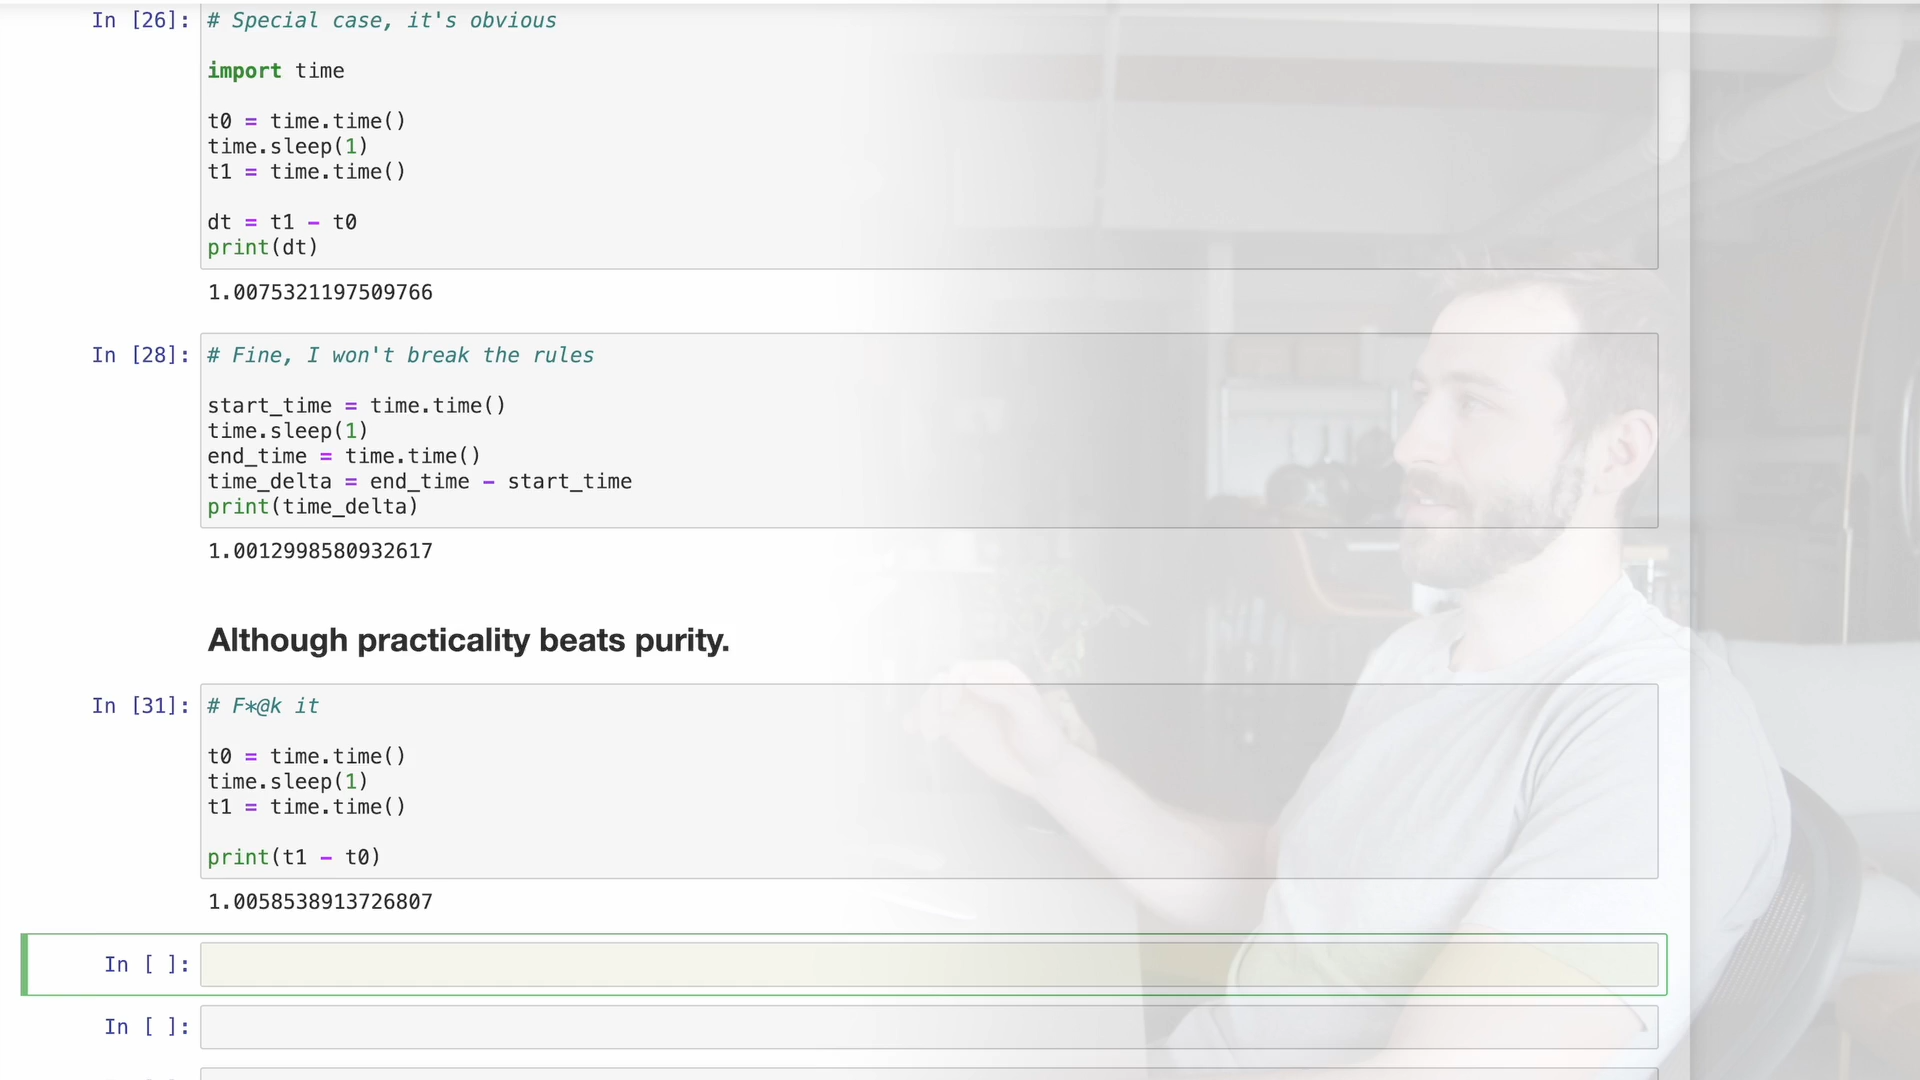 In [26]: # Special case, it's obvious
import time
t0 = time.time()
time.sleep(1)
t1 = time.time()
dt = t1 - t0
print(dt)
1.0075321197509766
In [28]: # Fine, I won't break the rules
start_time = time.time()
time.sleep(1)
end_time = time.time()
time_delta = end_time - start_time
print(time_delta)
1.0012998580932617
Although practicality beats purity.
In [31]: # F*@k it
t0 = time.time()
time.sleep(1)
t1 = time.time()
print(t1 - t0)
1.0058538913726807
In [ ]:
In [ ]: